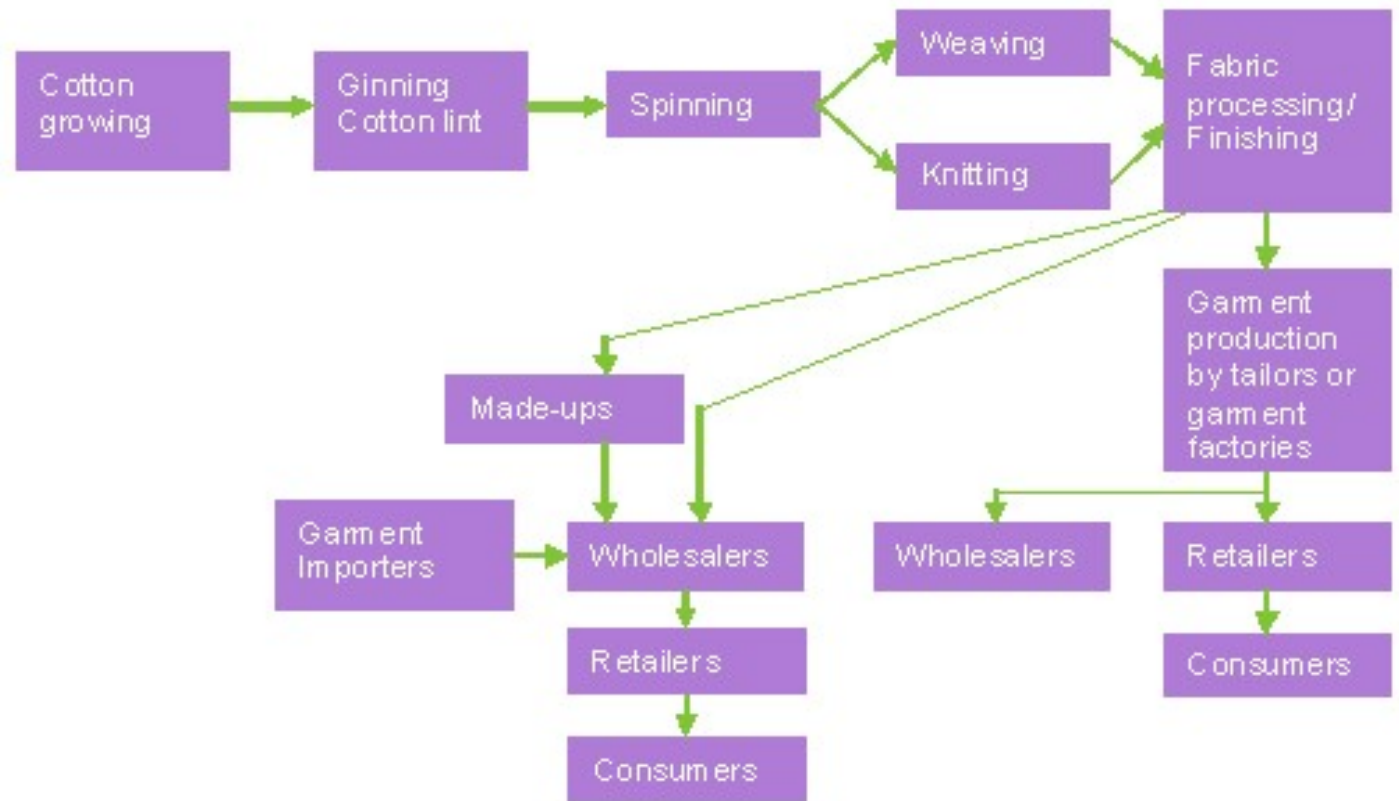 Cotton
growing
Ginning
Cotton lint
Spinning
Weaving
Knitting
Fabric
processing/
Finishing
Garment
production
by tailors or
garment
factories
Made-ups
Garment
Importers
Wholesalers
Wholesalers
Retailers
Retailers
Consumers
Consumers